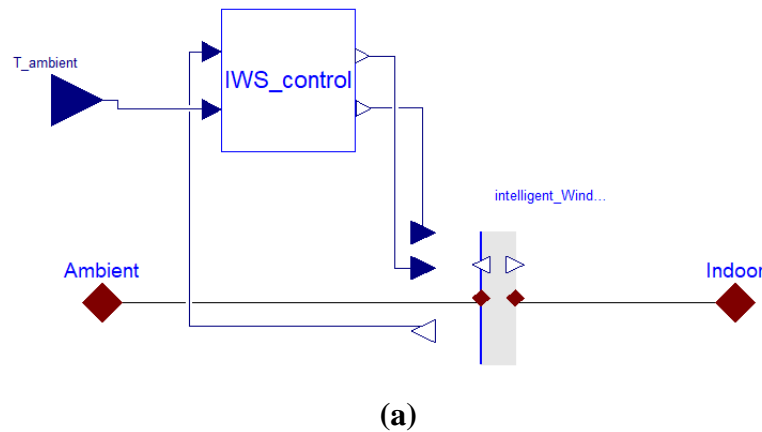 T_ambient
IWS_control
intelligent_Wind...
Ambient
Indoor
(a)